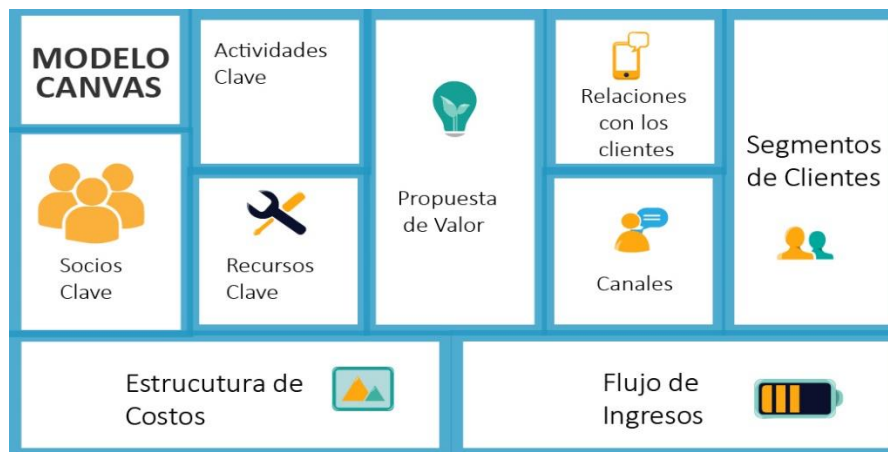 MODELO
CANVAS
Actividades
Clave
Propuesta
de Valor
Relaciones
con los
clientes
Segmentos
de Clientes
Socios
Clave
Recursos
Clave
Canales
Estrucutura de
Costos
Flujo de
Ingresos